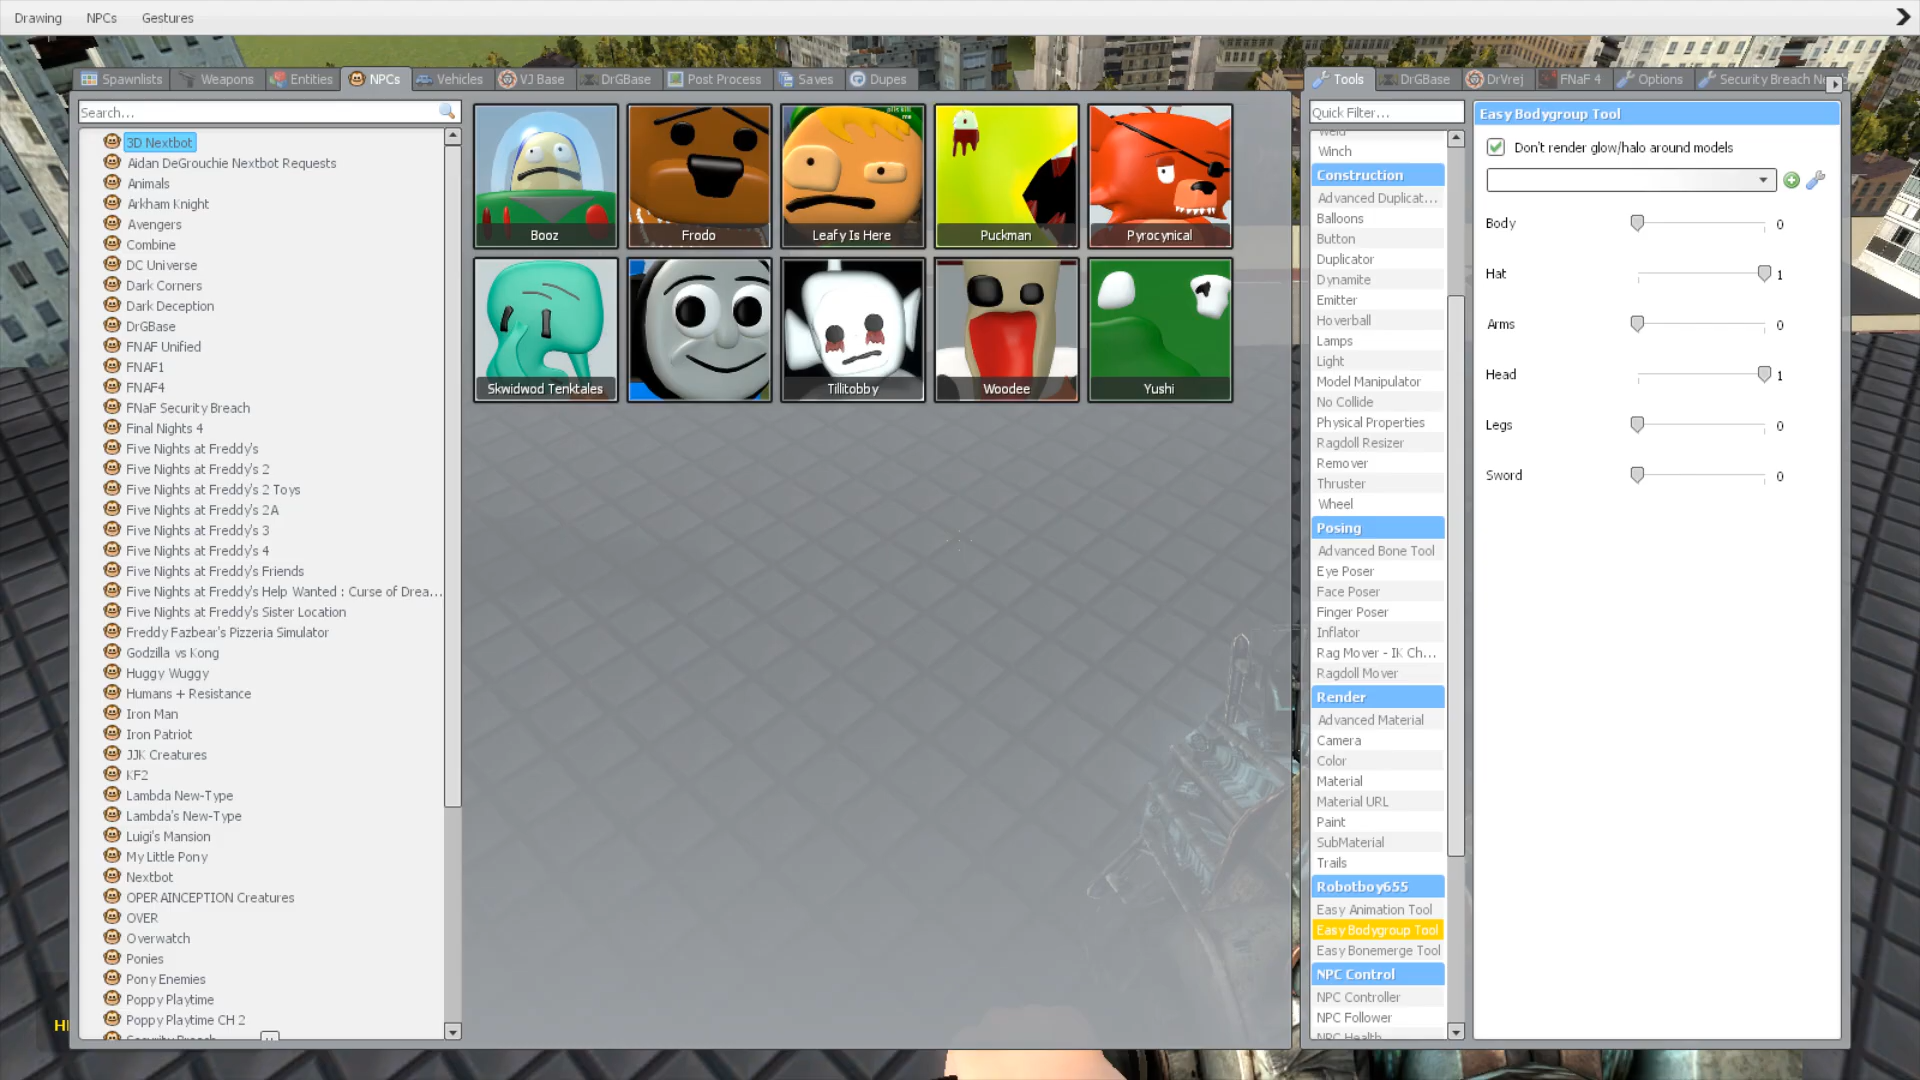 Drawing NPCs Gestures
Spawnlists Weapons Entities NPCs Vehicles VJ Base DrGBase Post Process Saves Dupes
Search...
3D Nextbot
Aidan DeGrouchie Nextbot Requests
Animals
Arkham Knight
Avengers
Combine
DC Universe
Dark Corners
Dark Deception
DrGBase
FNAF Unified
FNAF1
FNAF4
FNaF Security Breach
Final Nights 4
Five Nights at Freddy's
Five Nights at Freddy's 2
Five Nights at Freddy's 2 Toys
Five Nights at Freddy's 2A
Five Nights at Freddy's 3
Five Nights at Freddy's 4
Five Nights at Freddy's Friends
Five Nights at Freddy's Help Wanted : Curse of Drea...
Five Nights at Freddy's Sister Location
Freddy Fazbear's Pizzeria Simulator
Godzilla vs Kong
Huggy Wuggy
Humans + Resistance
Iron Man
Iron Patriot
JJK Creatures
KF2
Lambda New-Type
Lambda's New-Type
Luigi's Mansion
My Little Pony
Nextbot
OPERAINCEPTION Creatures
OVER
Overwatch
Ponies
Pony Enemies
Poppy Playtime
Poppy Playtime CH 2
Security Breach
Booz
Frodo
me
Leafy Is Here
Puckman
Pyrocynical
Skwidwod Tenktales
Tillitobby
Woodee
Yushi
Tools DrGBase DrVrej FNaF 4 Options Security Breach
Quick Filter...
Weld
Winch
Construction
Advanced Duplicat...
Balloons
Button
Duplicator
Dynamite
Emitter
Hoverball
Lamps
Light
Model Manipulator
No Collide
Physical Properties
Ragdoll Resizer
Remover
Thruster
Wheel
Posing
Advanced Bone Tool
Eye Poser
Face Poser
Finger Poser
Inflator
Rag Mover - IK Ch...
Ragdoll Mover
Render
Advanced Material
Camera
Color
Material
Material URL
Paint
SubMaterial
Trails
Robotboy655
Easy Animation Tool
Easy Bodygroup Tool
Easy Bonemerge Tool
NPC Control
NPC Controller
NPC Follower
NPC Health
Easy Bodygroup Tool
Don't render glow/halo around models
Body 0
Hat 1
Arms 0
Head 1
Legs 0
Sword 0